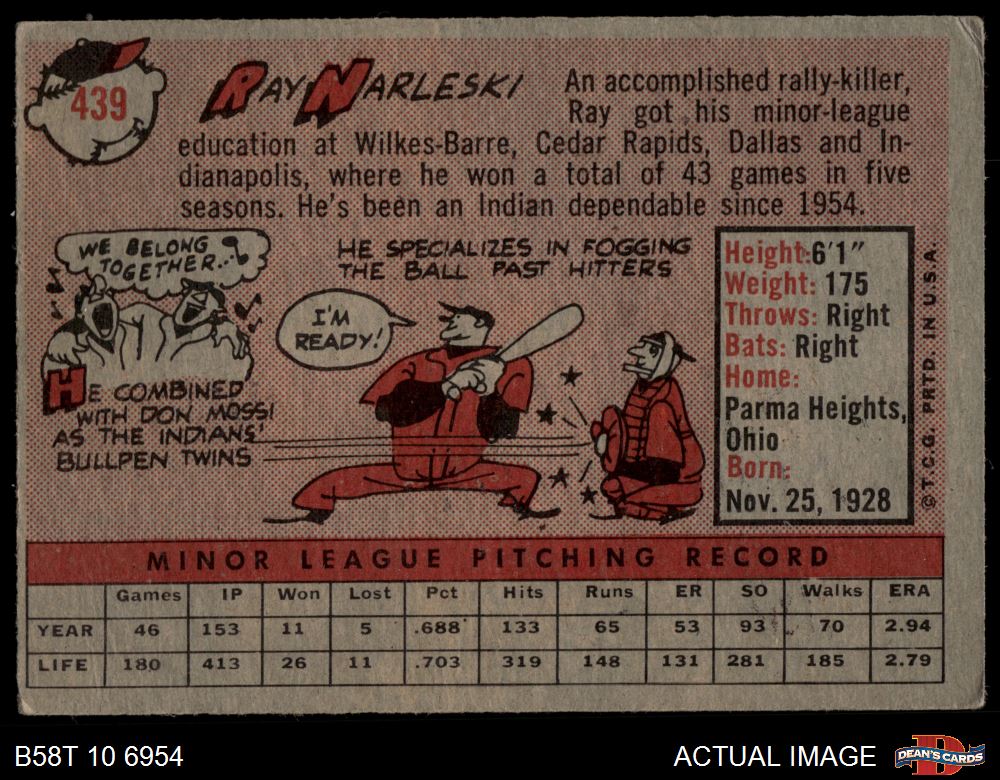 439
RAY NARLESKI
An accomplished rally-killer,
Ray got his minor-league
education at Wilkes-Barre, Cedar Rapids, Dallas and In-
dianapolis, where he won a total of 43 games in five
seasons. He's been an Indian dependable since 1954.
WE BELONG
TOGETHER..
HE COMBINED
WITH DON MOSSI
AS THE INDIANS'
BULLPEN TWINS
HE SPECIALIZES IN FOGGING
THE BALL PAST HITTERS
I'M
READY!
Height: 6'1"
Weight: 175
Throws: Right
Bats: Right
Home:
Parma Heights,
Ohio
Born:
Nov. 25, 1928
© T.C.G. PRTD. IN U.S.A.
MINOR LEAGUE PITCHING RECORD
Games IP Won Lost Pct Hits Runs ER SO Walks ERA
YEAR 46 153 11 5 .688 133 65 53 93 70 2.94
LIFE 180 413 26 11 .703 319 148 131 281 185 2.79
B58T 10 6954
ACTUAL IMAGE
D
DEAN'S CARDS